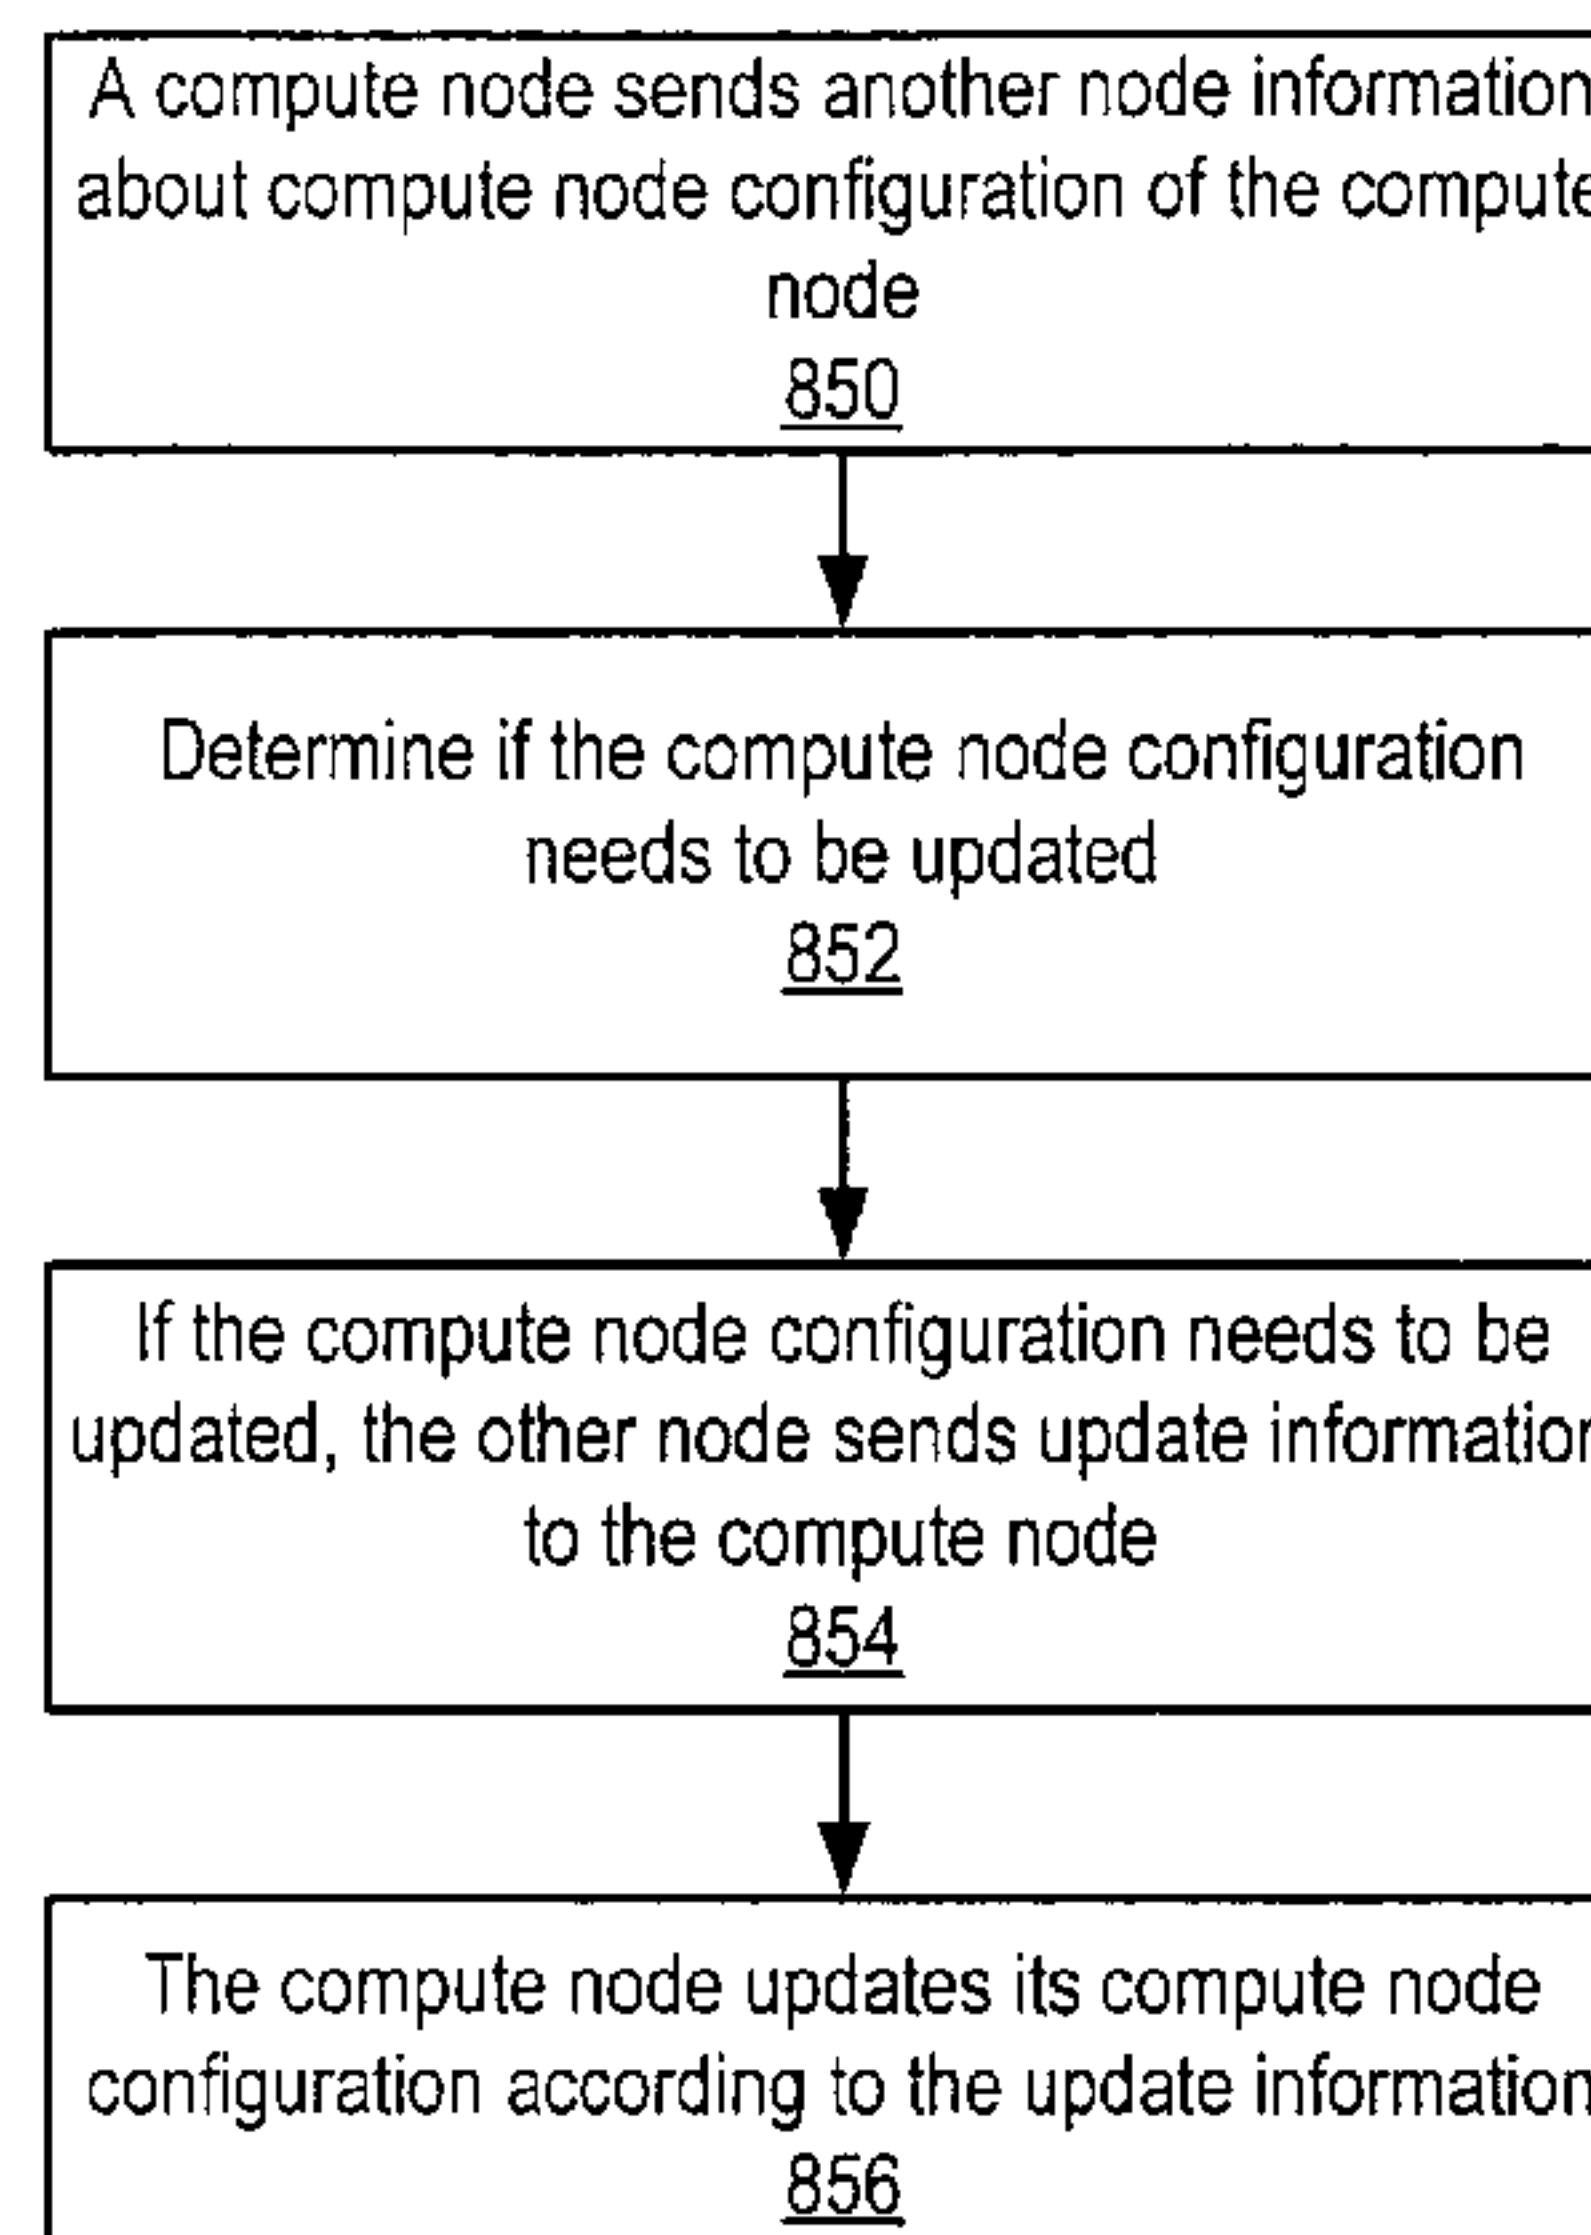 A compute node sends another node information
about compute node configuration of the compute
node
850
Determine if the compute node configuration
needs to be updated
852
If the compute node configuration needs to be
updated, the other node sends update information
to the compute node
854
The compute node updates its compute node
configuration according to the update information
856